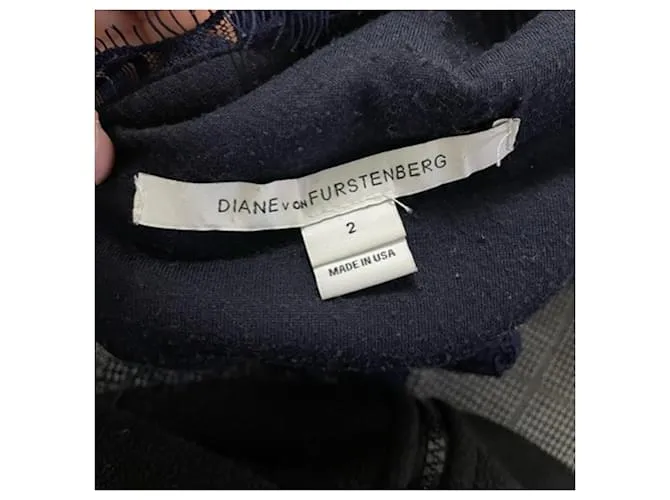 DIANE VON FURSTENBERG
2
MADE IN USA